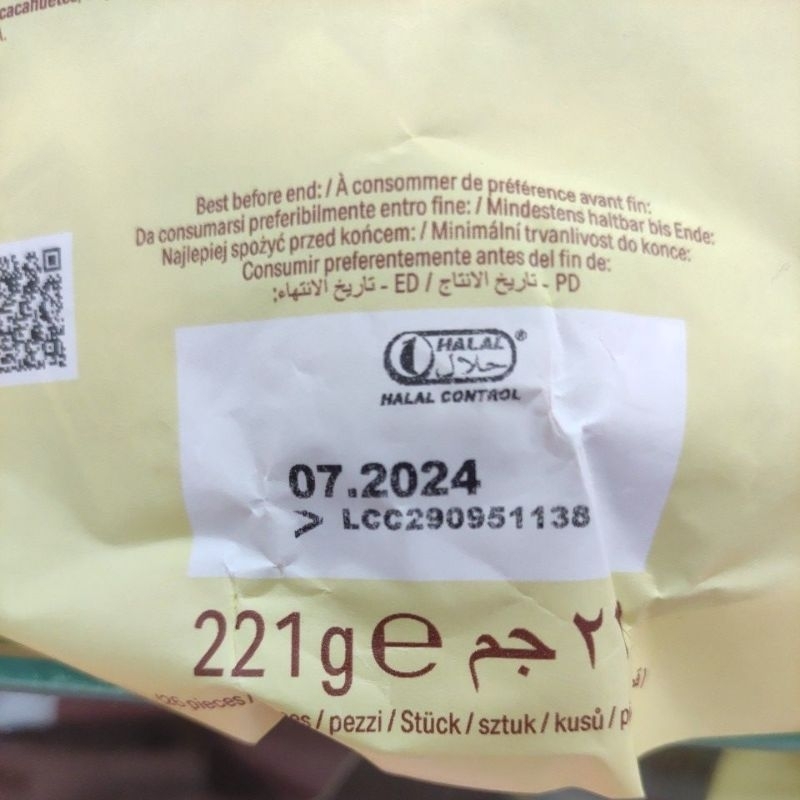 Best before end: / À consommer de préférence avant fin:
Da consumarsi preferibilmente entro fine: / Mindestens haltbar bis Ende:
Najlepiej spożyć przed końcem: / Minimální trvanlivost do konce:
Consumir preferentemente antes del fin de:
PD - تاريخ الانتاج / ED - تاريخ الانتهاء:
HALAL ®
حلال
HALAL CONTROL
07.2024
> LCC290951138
221g e جم
26 pieces /
/ pezzi / Stück / sztuk / kusů /